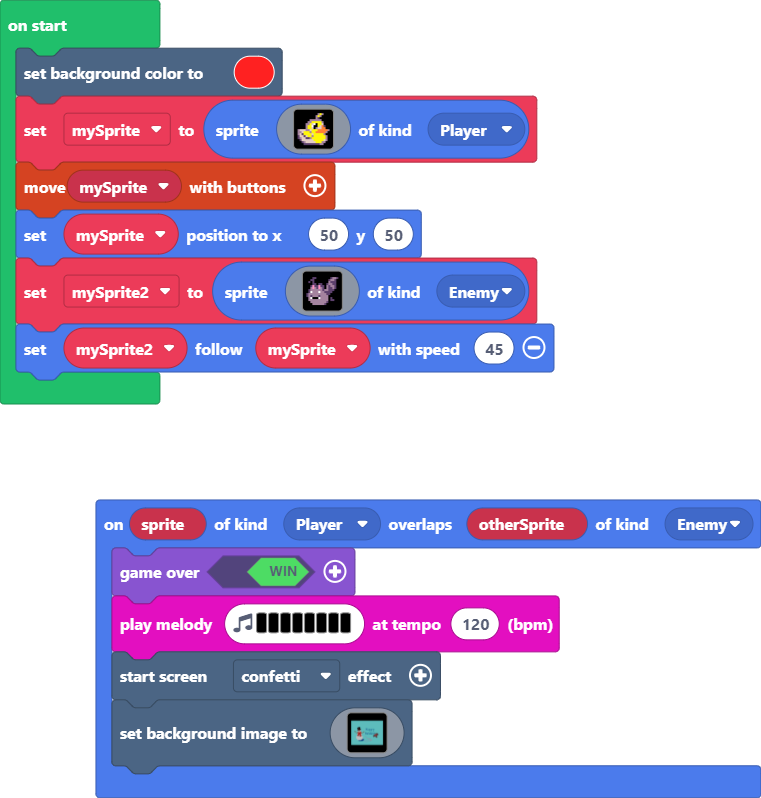 on start
set background color to
set mySprite to sprite of kind Player
move mySprite with buttons
set mySprite position to x 50 y 50
set mySprite2 to sprite of kind Enemy
set mySprite2 follow mySprite with speed 45
on sprite of kind Player overlaps otherSprite of kind Enemy
game over WIN
play melody at tempo 120 (bpm)
start screen confetti effect
set background image to